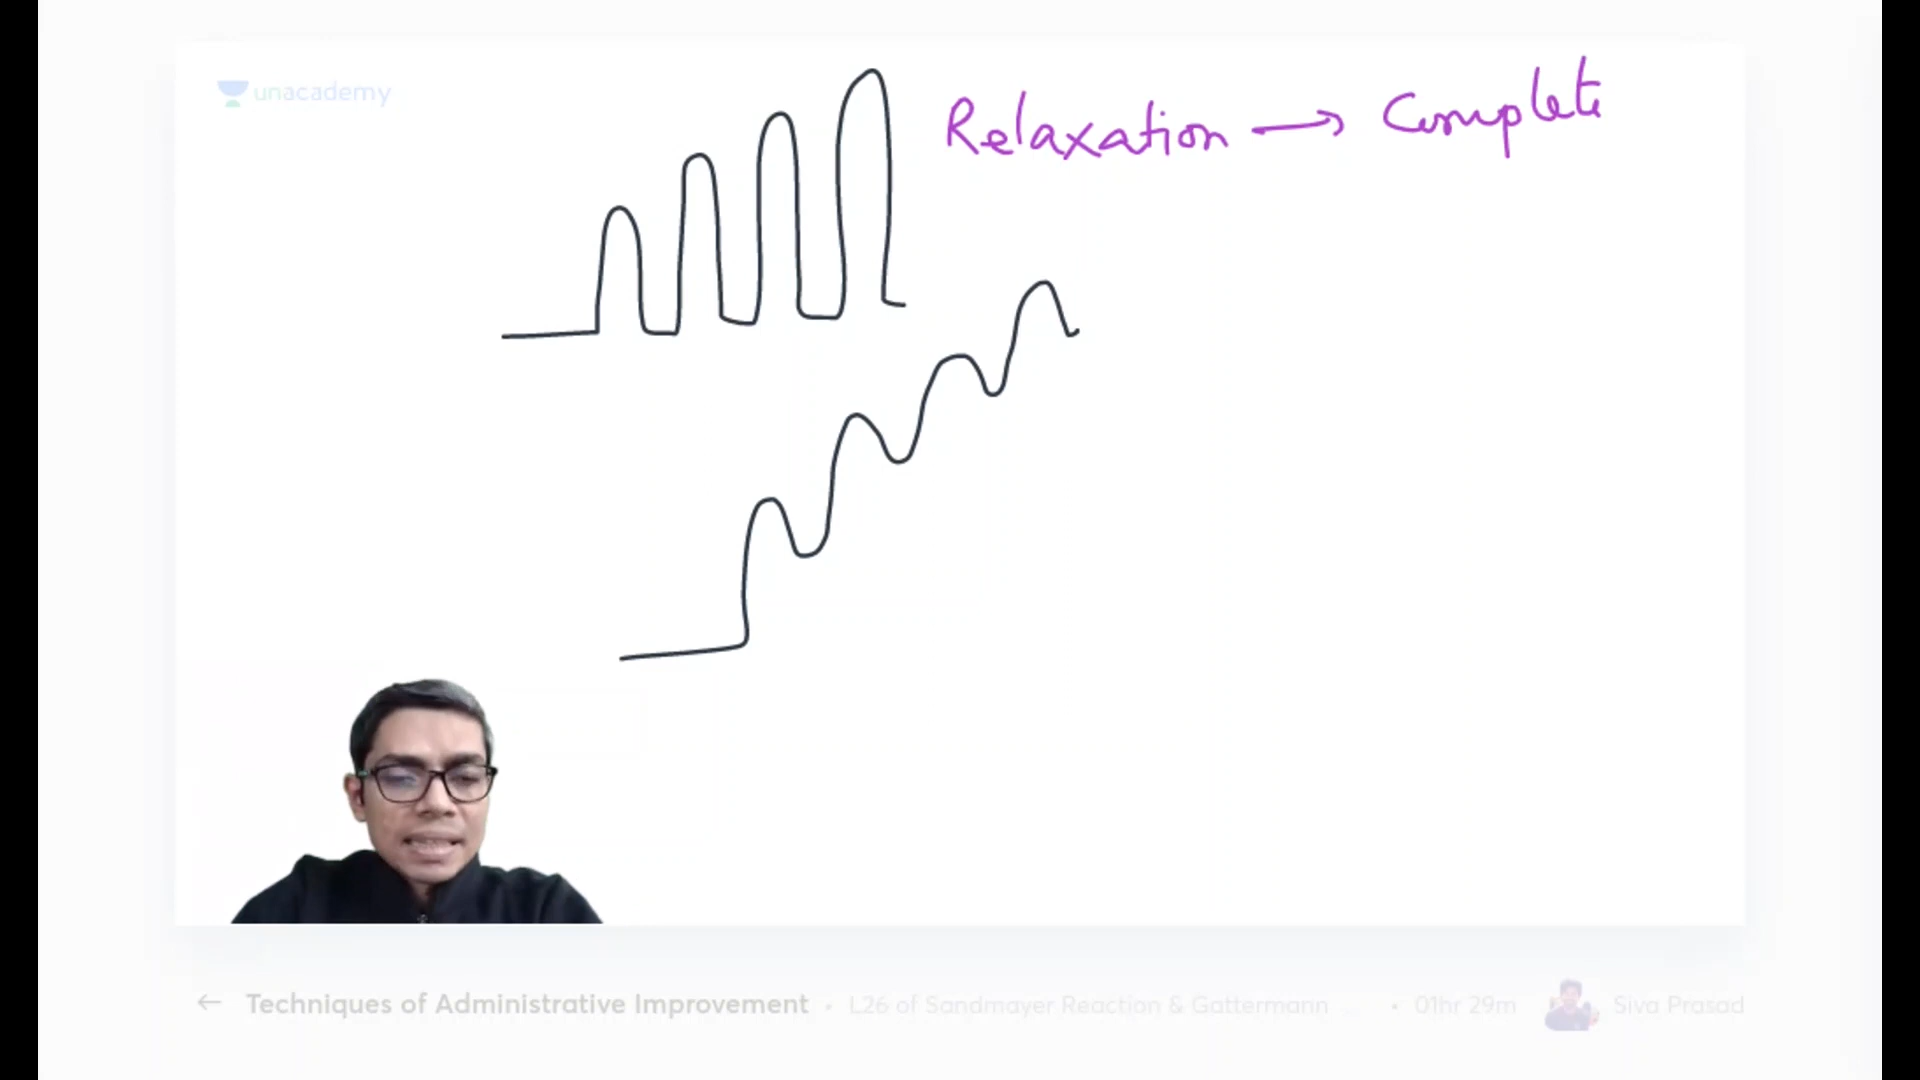 unacademy
Relaxation → Complete
← Techniques of Administrative Improvement • L26 of Sandmayer Reaction & Gattermann ... • 01hr 29m Siva Prasad